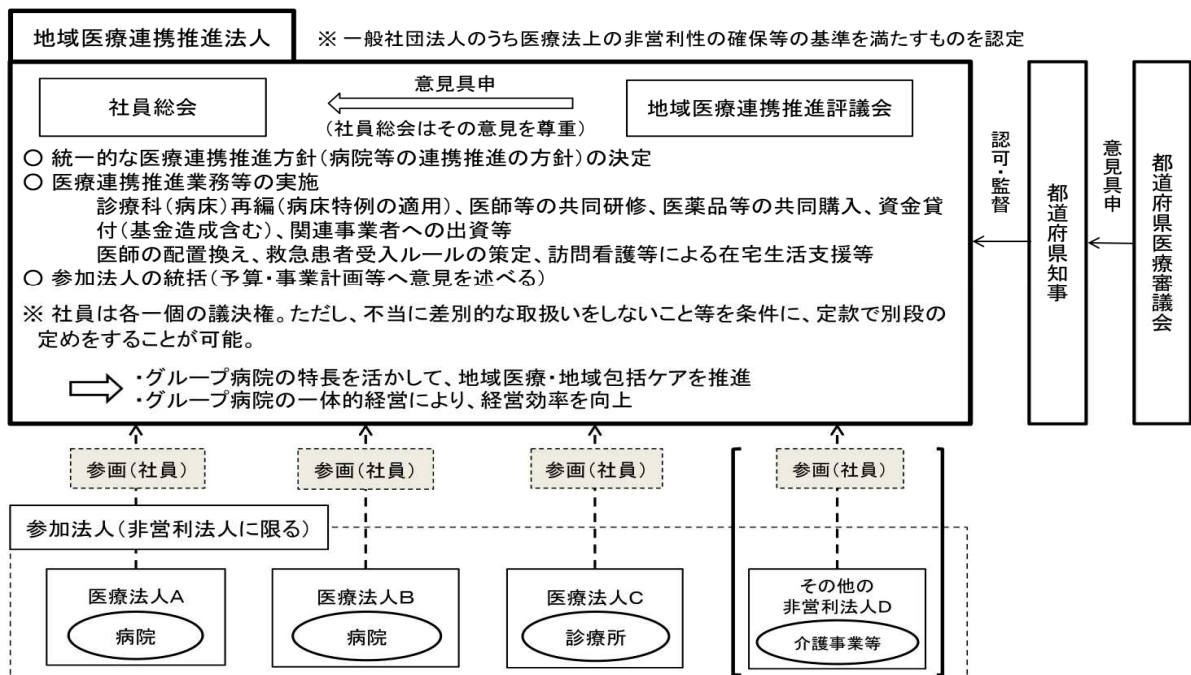 地域医療連携推進法人
※ 一般社団法人のうち医療法上の非営利性の確保等の基準を満たすものを認定
社員総会
意見具申
(社員総会はその意見を尊重)
地域医療連携推進評議会
○ 統一的な医療連携推進方針(病院等の連携推進の方針)の決定
○ 医療連携推進業務等の実施
診療科(病床)再編(病床特例の適用)、医師等の共同研修、医薬品等の共同購入、資金貸
付(基金造成含む)、関連事業者への出資等
医師の配置換え、救急患者受入ルールの策定、訪問看護等による在宅生活支援等
○ 参加法人の統括(予算・事業計画等へ意見を述べる)
※ 社員は各一個の議決権。ただし、不当に差別的な取扱いをしないこと等を条件に、定款で別段の
定めをすることが可能。
・グループ病院の特長を活かして、地域医療・地域包括ケアを推進
・グループ病院の一体的経営により、経営効率を向上
認可・監督
都道府県知事
意見具申
都道府県医療審議会
参画(社員)
参画(社員)
参画(社員)
参画(社員)
参加法人(非営利法人に限る)
医療法人A
病院
医療法人B
病院
医療法人C
診療所
その他の
非営利法人D
介護事業等